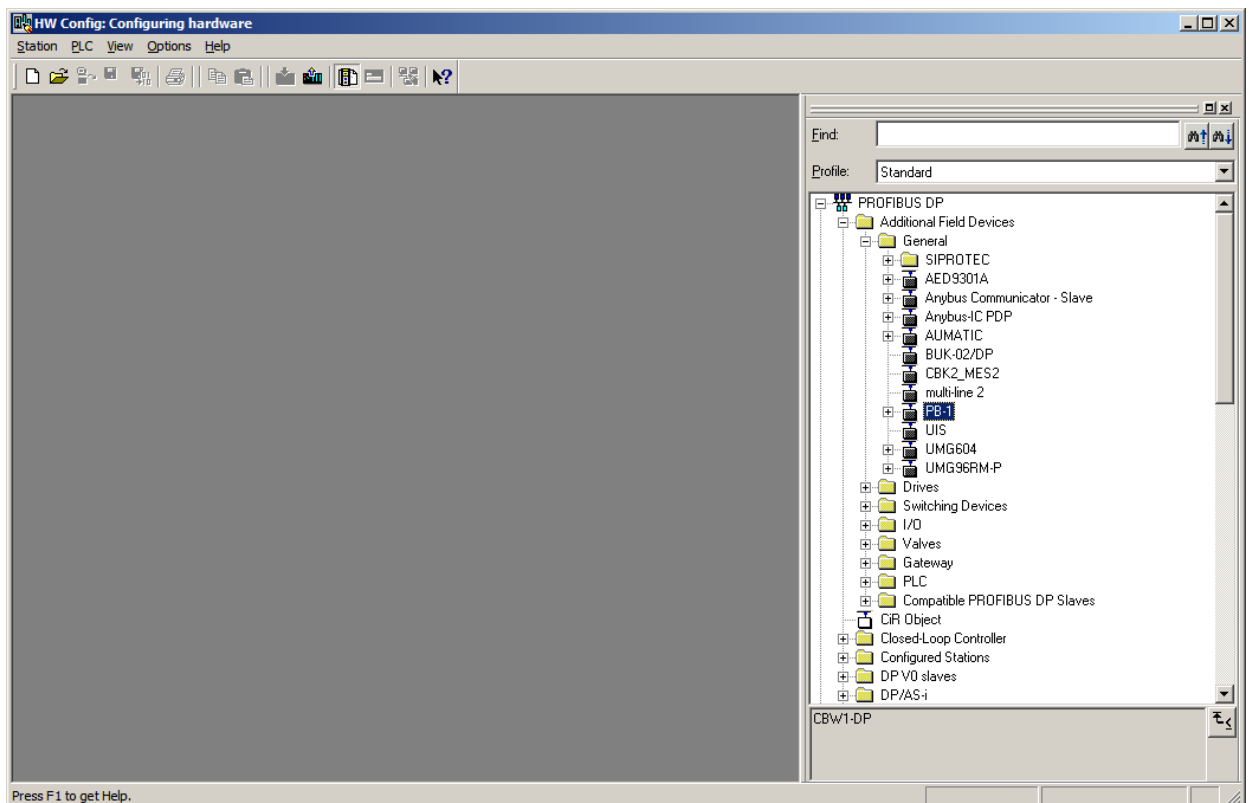 HW Config: Configuring hardware
Station PLC View Options Help
Find:
Profile: Standard
PROFIBUS DP
Additional Field Devices
General
SIPROTEC
AED9301A
Anybus Communicator - Slave
Anybus-IC PDP
AUMATIC
BUK-02/DP
CBK2_MES2
multi-line 2
PB-1
UIS
UMG604
UMG96RM-P
Drives
Switching Devices
I/O
Valves
Gateway
PLC
Compatible PROFIBUS DP Slaves
CiR Object
Closed-Loop Controller
Configured Stations
DP V0 slaves
DP/AS-i
CBW1-DP
Press F1 to get Help.